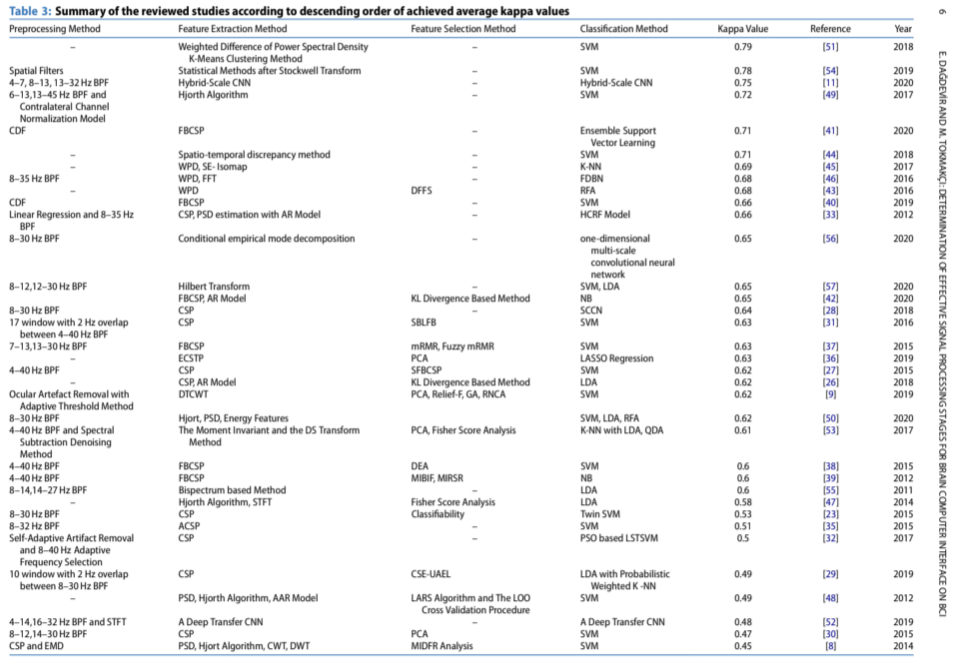 Table 3: Summary of the reviewed studies according to descending order of achieved average kappa values
Preprocessing Method Feature Extraction Method Feature Selection Method Classification Method Kappa Value Reference Year
– Weighted Difference of Power Spectral Density – SVM 0.79 [51] 2018
K-Means Clustering Method
Spatial Filters Statistical Methods after Stockwell Transform – SVM 0.78 [54] 2019
4–7, 8–13, 13–32 Hz BPF Hybrid-Scale CNN – Hybrid-Scale CNN 0.75 [11] 2020
6–13,13–45 Hz BPF and Hjorth Algorithm – SVM 0.72 [49] 2017
Contralateral Channel
Normalization Model
CDF FBCSP – Ensemble Support 0.71 [41] 2020
Vector Learning
– Spatio-temporal discrepancy method – SVM 0.71 [44] 2018
– WPD, SE- Isomap – K-NN 0.69 [45] 2017
8–35 Hz BPF WPD, FFT – FDBN 0.68 [46] 2016
– WPD DFFS RFA 0.68 [43] 2016
CDF FBCSP – SVM 0.66 [40] 2019
Linear Regression and 8–35 Hz CSP, PSD estimation with AR Model – HCRF Model 0.66 [33] 2012
BPF
8–30 Hz BPF Conditional empirical mode decomposition – one-dimensional 0.65 [56] 2020
multi-scale
convolutional neural
network
8–12,12–30 Hz BPF Hilbert Transform – SVM, LDA 0.65 [57] 2020
FBCSP, AR Model KL Divergence Based Method NB 0.65 [42] 2020
8–30 Hz BPF CSP – SCCN 0.64 [28] 2018
17 window with 2 Hz overlap CSP SBLFB SVM 0.63 [31] 2016
between 4–40 Hz BPF
7–13,13–30 Hz BPF FBCSP mRMR, Fuzzy mRMR SVM 0.63 [37] 2015
– ECSTP PCA LASSO Regression 0.63 [36] 2019
4–40 Hz BPF CSP SFBCSP SVM 0.62 [27] 2015
– CSP, AR Model KL Divergence Based Method LDA 0.62 [26] 2018
Ocular Artefact Removal with DTCWT PCA, Relief-F, GA, RNCA SVM 0.62 [9] 2019
Adaptive Threshold Method
8–30 Hz BPF Hjort, PSD, Energy Features SVM, LDA, RFA 0.62 [50] 2020
4–40 Hz BPF and Spectral The Moment Invariant and the DS Transform PCA, Fisher Score Analysis K-NN with LDA, QDA 0.61 [53] 2017
Subtraction Denoising Method
Method
4–40 Hz BPF FBCSP DEA SVM 0.6 [38] 2015
4–40 Hz BPF FBCSP MIBIF, MIRSR NB 0.6 [39] 2012
8–14,14–27 Hz BPF Bispectrum based Method – LDA 0.6 [55] 2011
– Hjorth Algorithm, STFT Fisher Score Analysis LDA 0.58 [47] 2014
8–30 Hz BPF CSP Classifiability Twin SVM 0.53 [23] 2015
8–32 Hz BPF ACSP – SVM 0.51 [35] 2015
Self-Adaptive Artifact Removal CSP – PSO based LSTSVM 0.5 [32] 2017
and 8–40 Hz Adaptive
Frequency Selection
10 window with 2 Hz overlap CSP CSE-UAEL LDA with Probabilistic 0.49 [29] 2019
between 8–30 Hz BPF Weighted K -NN
– PSD, Hjorth Algorithm, AAR Model LARS Algorithm and The LOO SVM 0.49 [48] 2012
Cross Validation Procedure
4–14,16–32 Hz BPF and STFT A Deep Transfer CNN – A Deep Transfer CNN 0.48 [52] 2019
8–12,14–30 Hz BPF CSP PCA SVM 0.47 [30] 2015
CSP and EMD PSD, Hjort Algorithm, CWT, DWT MIDFR Analysis SVM 0.45 [8] 2014
6
E. DAĞDEVİR AND M. TOKMAKÇI: DETERMINATION OF EFFECTIVE SIGNAL PROCESSING STAGES FOR BRAIN COMPUTER INTERFACE ON BCI